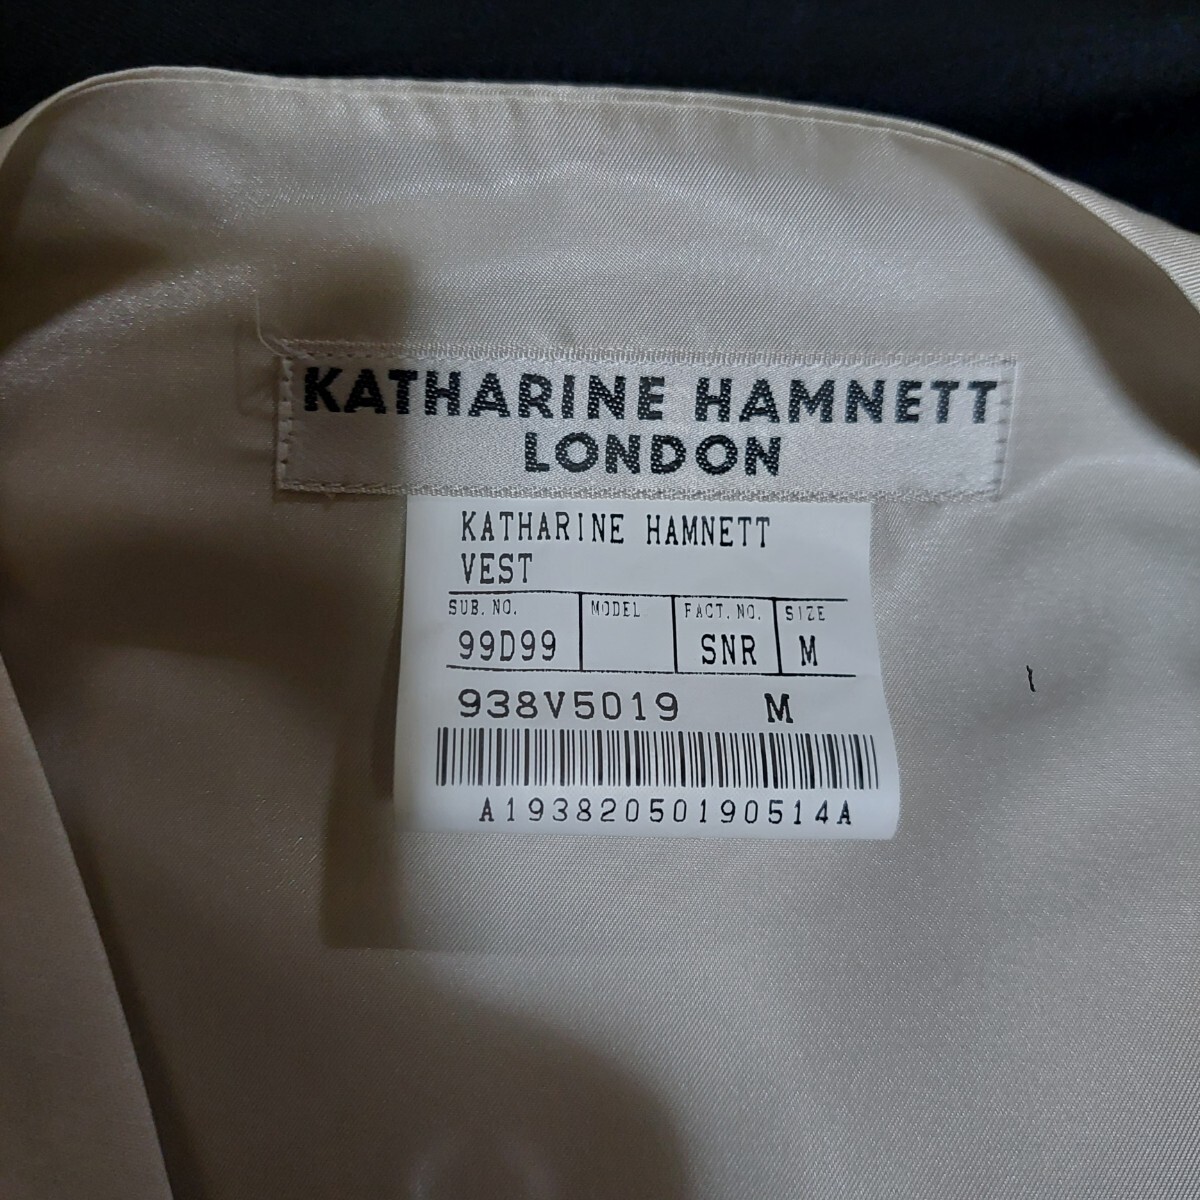 KATHARINE HAMNETT
LONDON
KATHARINE HAMNETT
VEST
SUB. NO. MODEL FACT. NO. SIZE
99D99 SNR M
938V5019 M
A19382050190514A